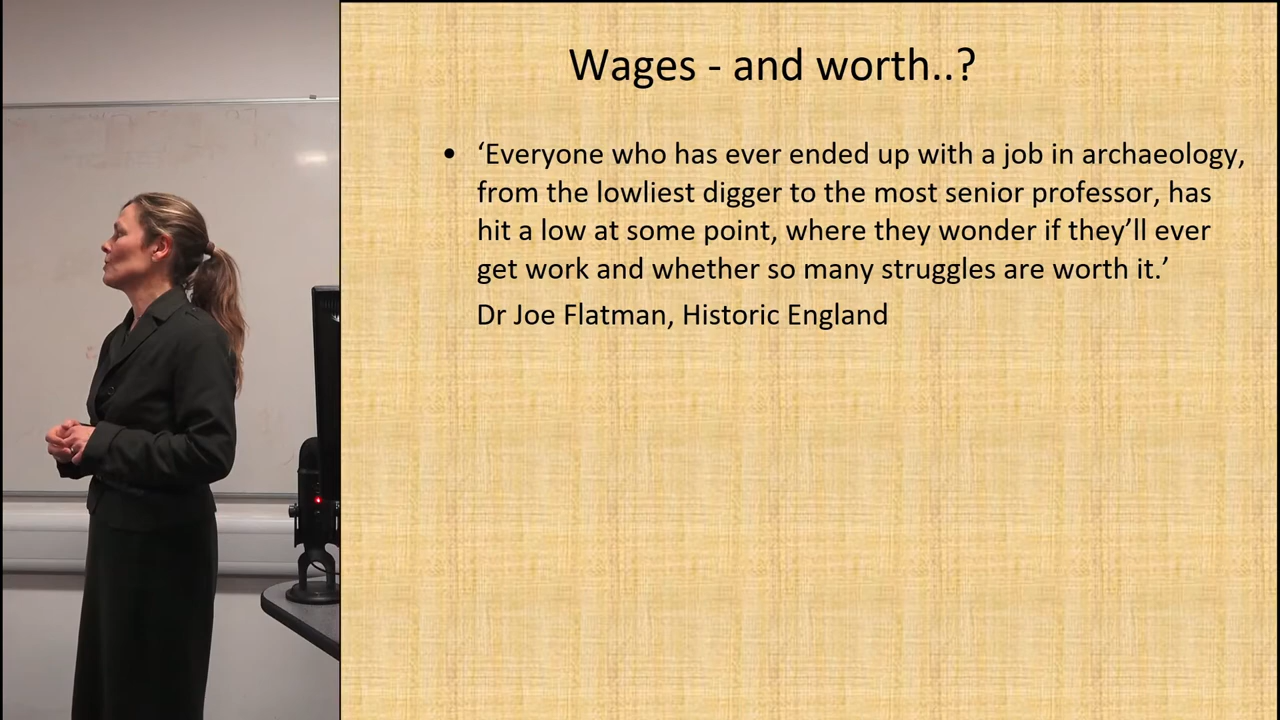 Wages - and worth..?
• ‘Everyone who has ever ended up with a job in archaeology,
from the lowliest digger to the most senior professor, has
hit a low at some point, where they wonder if they’ll ever
get work and whether so many struggles are worth it.’
Dr Joe Flatman, Historic England